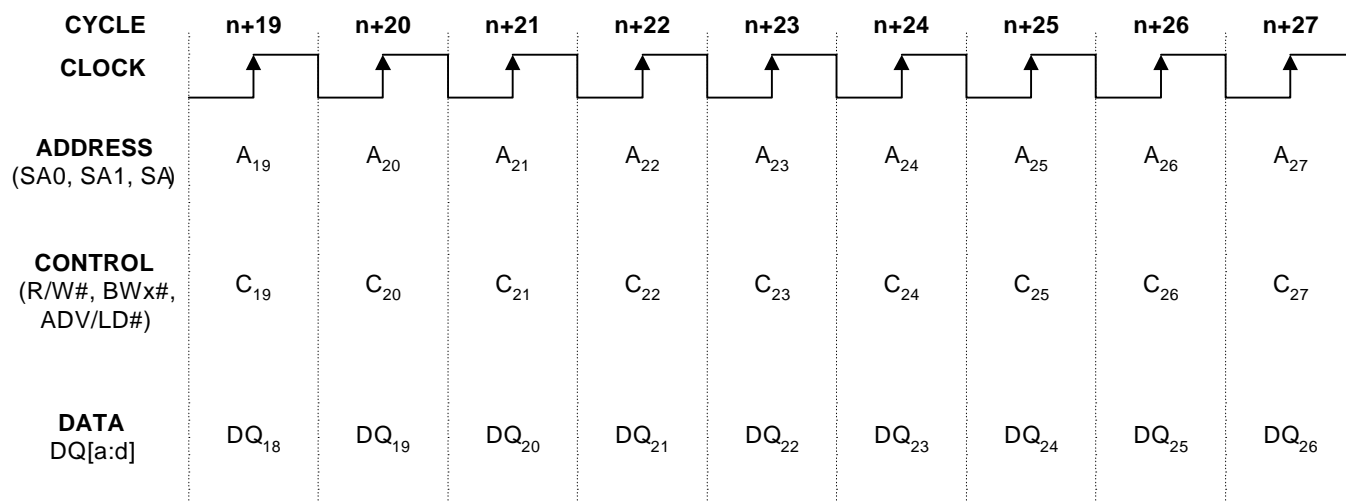 CYCLE n+19 n+20 n+21 n+22 n+23 n+24 n+25 n+26 n+27
CLOCK
ADDRESS
(SA0, SA1, SA) A19 A20 A21 A22 A23 A24 A25 A26 A27
CONTROL
(R/W#, BWx#, C19 C20 C21 C22 C23 C24 C25 C26 C27
ADV/LD#)
DATA
DQ[a:d] DQ18 DQ19 DQ20 DQ21 DQ22 DQ23 DQ24 DQ25 DQ26